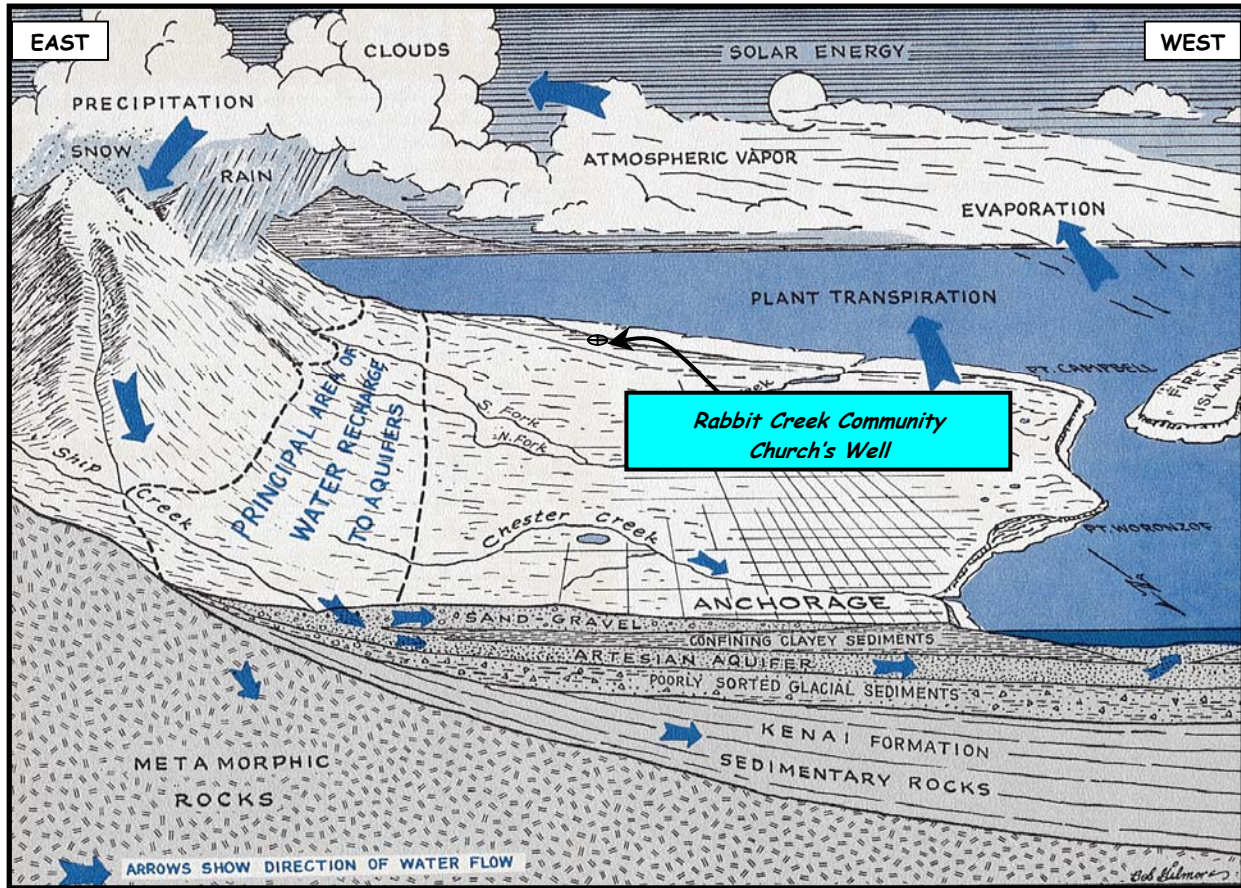 EAST
WEST
CLOUDS
SOLAR ENERGY
PRECIPITATION
SNOW
RAIN
ATMOSPHERIC VAPOR
EVAPORATION
PLANT TRANSPIRATION
PT. CAMPBELL
FIRE
ISLAND
Rabbit Creek Community
Church's Well
S. Fork
N. Fork
PRINCIPAL AREA OF
WATER RECHARGE
TO AQUIFERS
Ship
Creek
Chester Creek
PT. WORONZOF
N
ANCHORAGE
SAND-GRAVEL
CONFINING CLAYEY SEDIMENTS
ARTESIAN AQUIFER
POORLY SORTED GLACIAL SEDIMENTS
KENAI FORMATION
SEDIMENTARY ROCKS
METAMORPHIC
ROCKS
ARROWS SHOW DIRECTION OF WATER FLOW
Bob Gilmore